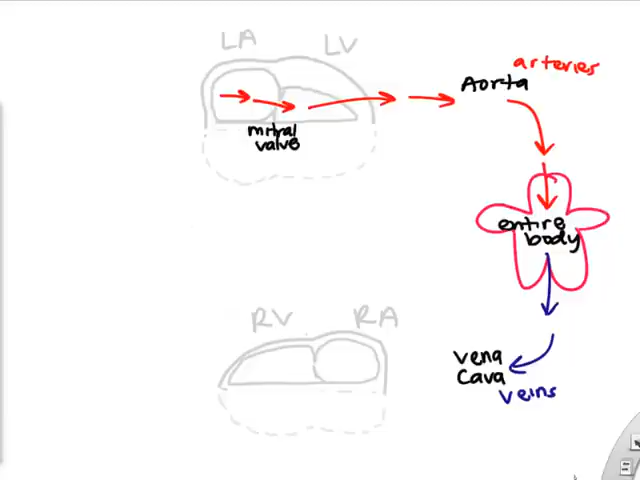 LA
LV
arteries
Aorta
mitral
valve
entire
body
RV
RA
vena
Cava
veins